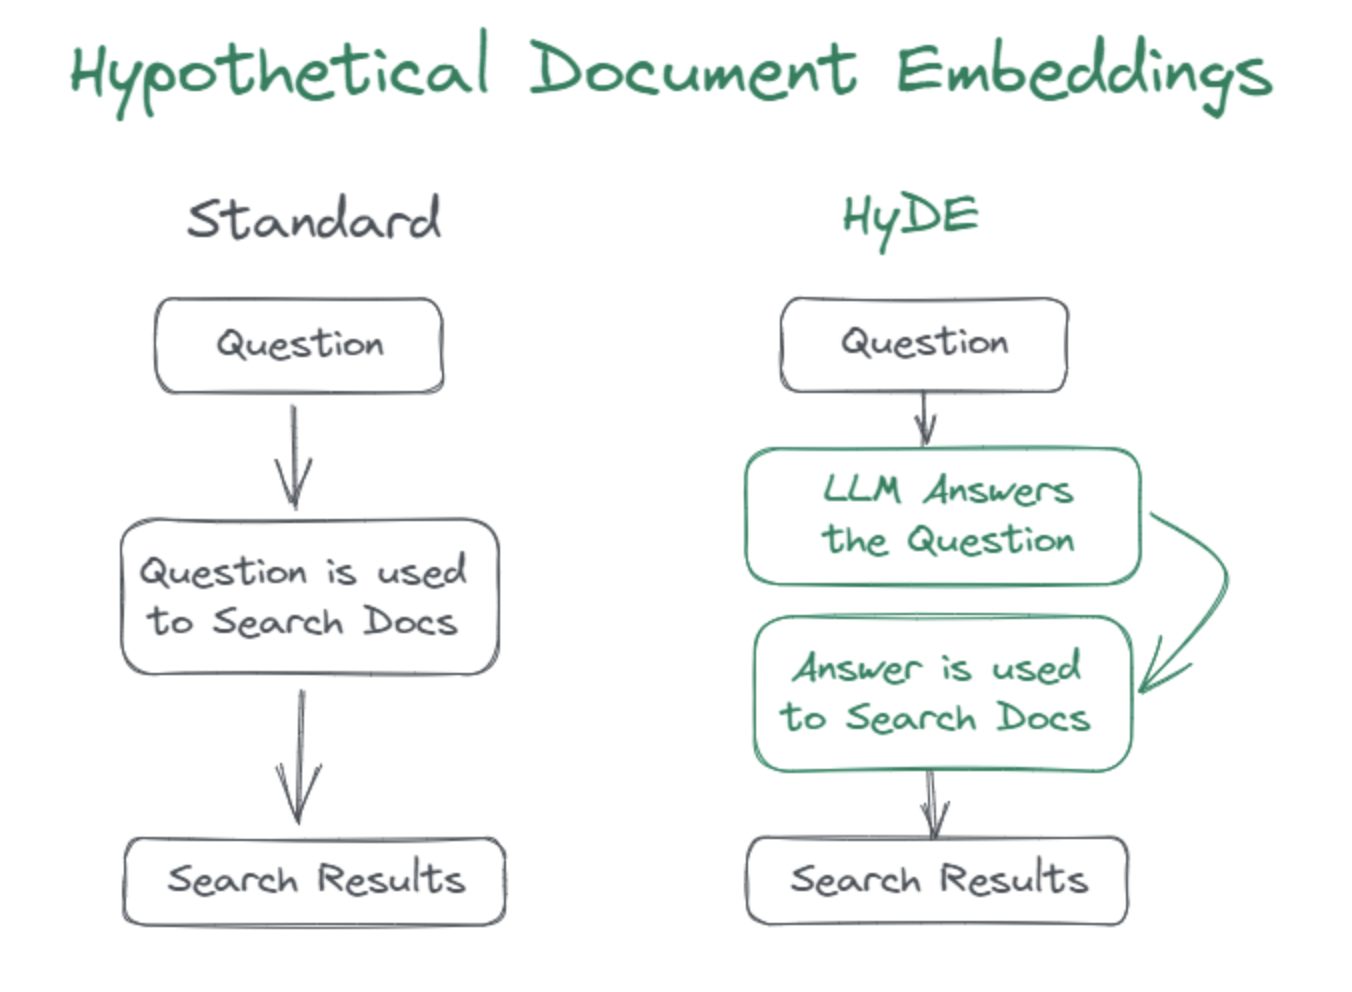 Hypothetical Document Embeddings
Standard
Question
Question is used
to Search Docs
Search Results
HyDE
Question
LLM Answers
the Question
Answer is used
to Search Docs
Search Results